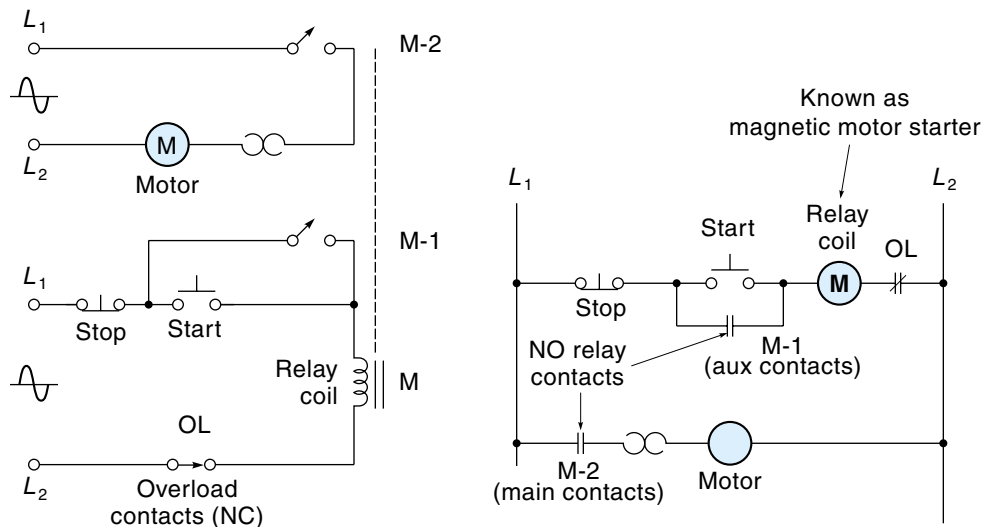 L1
M-2
L2
M
Motor
M-1
L1
Stop
Start
Relay
coil
M
OL
L2
Overload
contacts (NC)
Known as
magnetic motor starter
L1
L2
Relay
coil
Start
OL
M
Stop
M-1
(aux contacts)
NO relay
contacts
M-2
(main contacts)
Motor